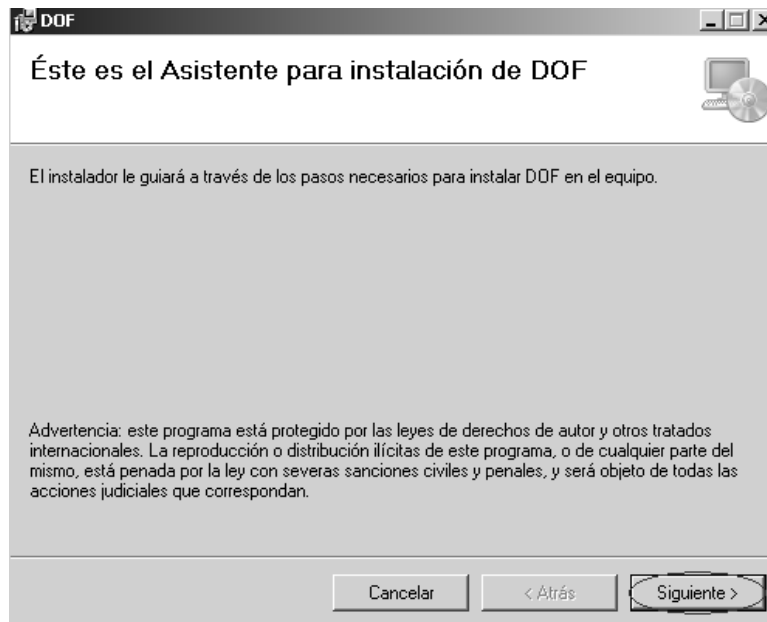 DOF
Éste es el Asistente para instalación de DOF
El instalador le guiará a través de los pasos necesarios para instalar DOF en el equipo.
Advertencia: este programa está protegido por las leyes de derechos de autor y otros tratados
internacionales. La reproducción o distribución ilícitas de este programa, o de cualquier parte del
mismo, está penada por la ley con severas sanciones civiles y penales, y será objeto de todas las
acciones judiciales que correspondan.
Cancelar < Atrás Siguiente >